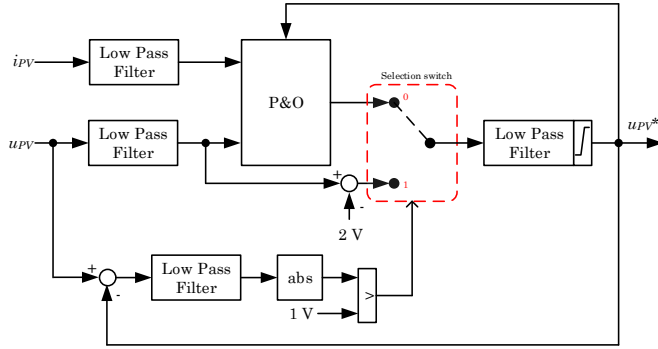 Selection switch
i_PV
Low Pass
Filter
P&O
0
u_PV
Low Pass
Filter
Low Pass
Filter
u_PV*
+
-
1
2 V
+
-
Low Pass
Filter
abs
>
1 V